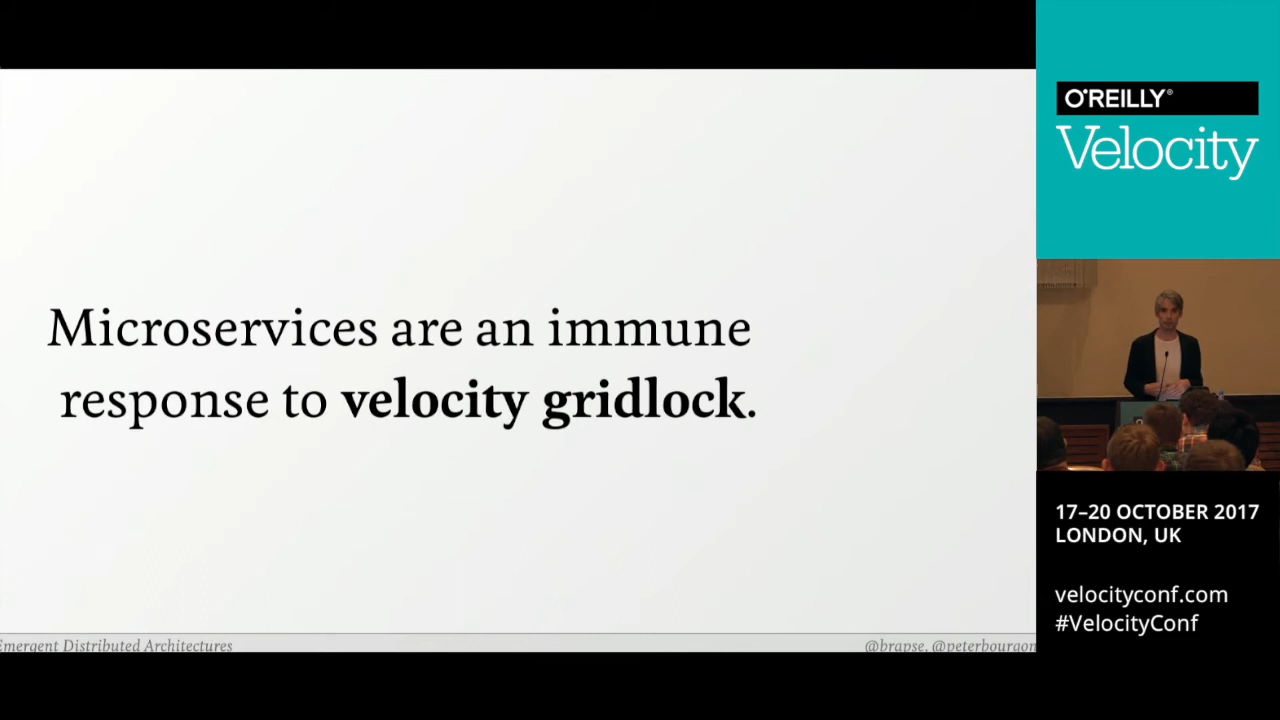 Microservices are an immune
response to velocity gridlock.
Emergent Distributed Architectures
@brapse, @peterbourgon
O'REILLY®
Velocity
17–20 OCTOBER 2017
LONDON, UK
velocityconf.com
#VelocityConf